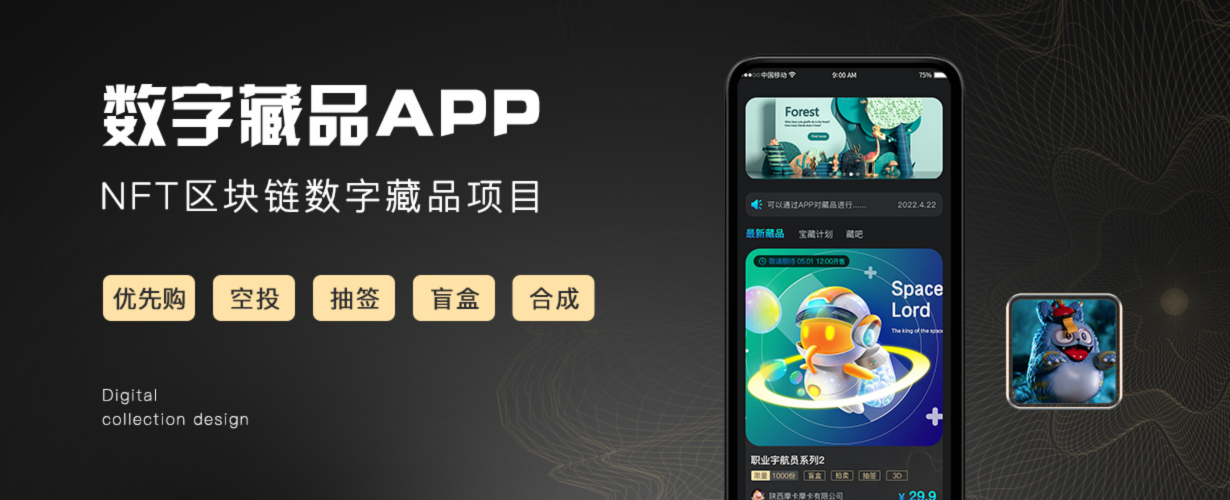 数字藏品APP
NFT区块链数字藏品项目
优先购 空投 抽签 盲盒 合成
Digital
collection design
中国移动 9:00 AM 75%
Forest
可以通过APP对藏品进行...... 2022.4.22
最新藏品 宝藏计划 藏吧
敬请期待 05.01 12:00开售
Space
Lord
The king of the space
职业宇航员系列2
限量 1000份 盲盒 拍卖 抽签 3D
陕西摩卡摩卡有限公司 ¥ 29.9